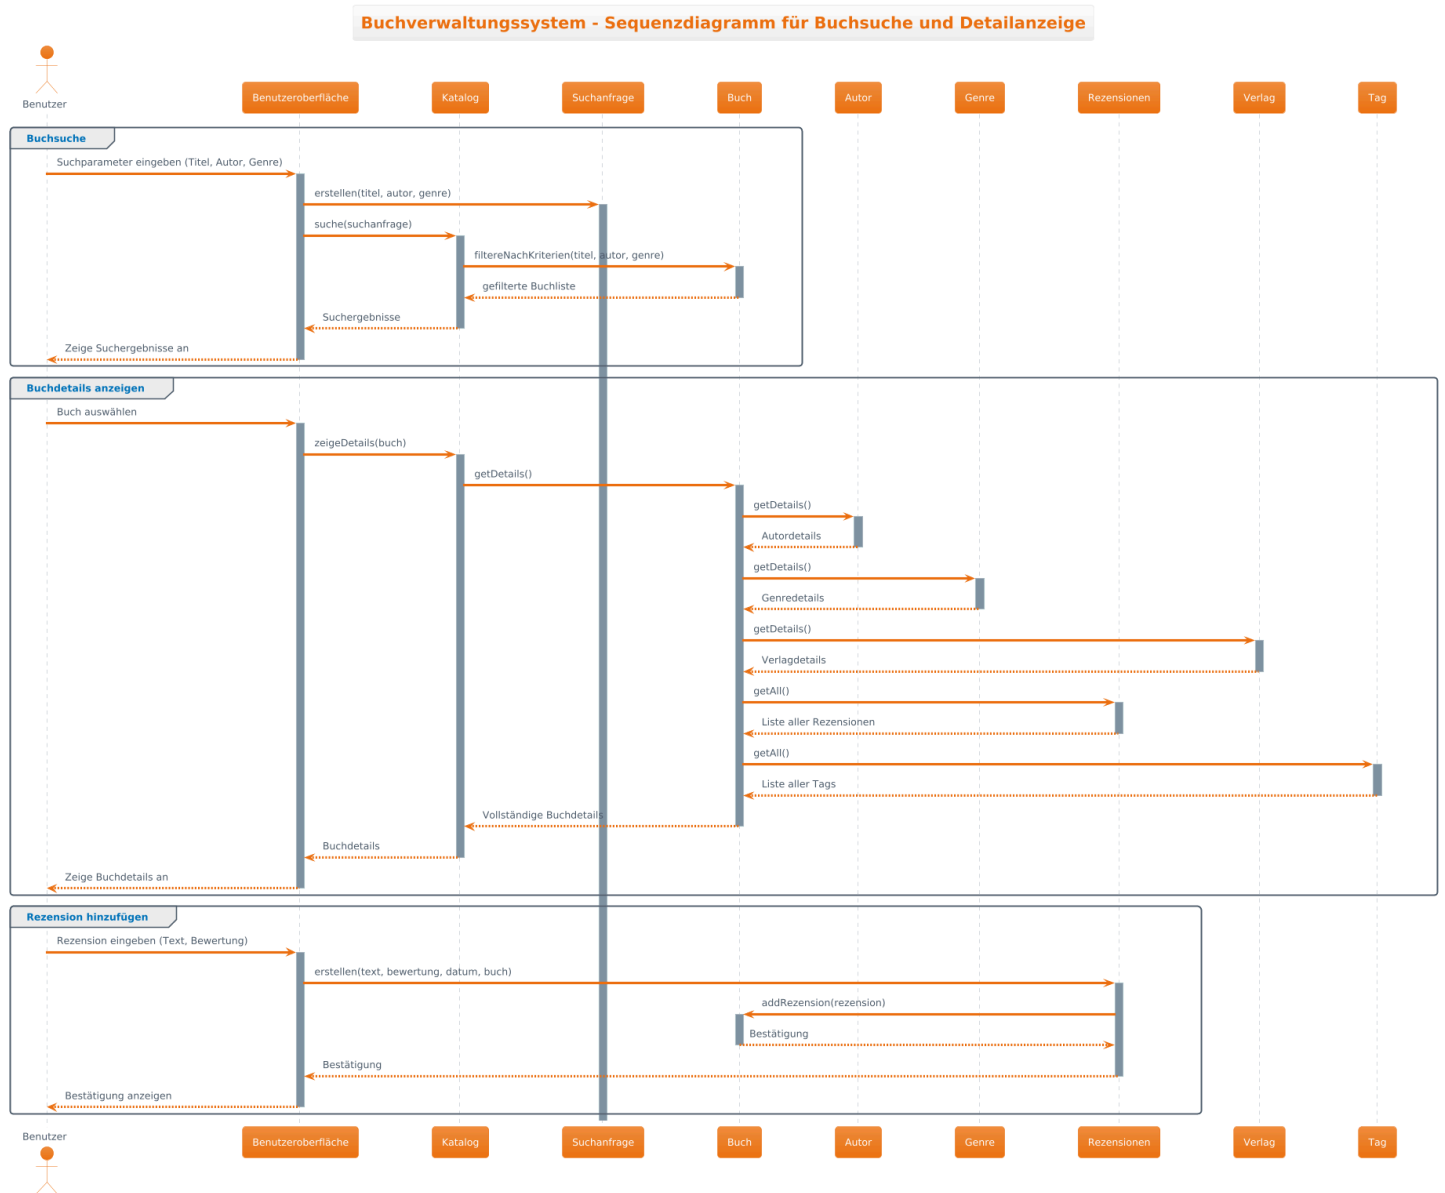 Buchverwaltungssystem - Sequenzdiagramm für Buchsuche und Detailanzeige
Benutzer
Benutzeroberfläche
Katalog
Suchanfrage
Buch
Autor
Genre
Rezensionen
Verlag
Tag
Buchsuche
Suchparameter eingeben (Titel, Autor, Genre)
erstellen(titel, autor, genre)
suche(suchanfrage)
filtereNachKriterien(titel, autor, genre)
gefilterte Buchliste
Suchergebnisse
Zeige Suchergebnisse an
Buchdetails anzeigen
Buch auswählen
zeigeDetails(buch)
getDetails()
getDetails()
Autordetails
getDetails()
Genredetails
getDetails()
Verlagdetails
getAll()
Liste aller Rezensionen
getAll()
Liste aller Tags
Vollständige Buchdetails
Buchdetails
Zeige Buchdetails an
Rezension hinzufügen
Rezension eingeben (Text, Bewertung)
erstellen(text, bewertung, datum, buch)
addRezension(rezension)
Bestätigung
Bestätigung
Bestätigung anzeigen
Benutzer
Benutzeroberfläche
Katalog
Suchanfrage
Buch
Autor
Genre
Rezensionen
Verlag
Tag